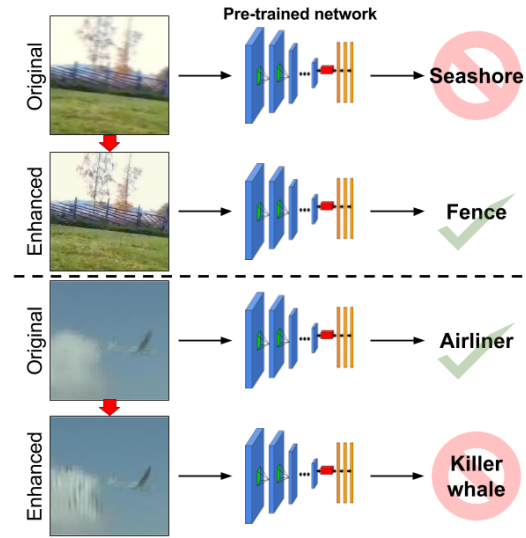 Pre-trained network
Original
Seashore
Enhanced
Fence
Original
Airliner
Enhanced
Killer
whale